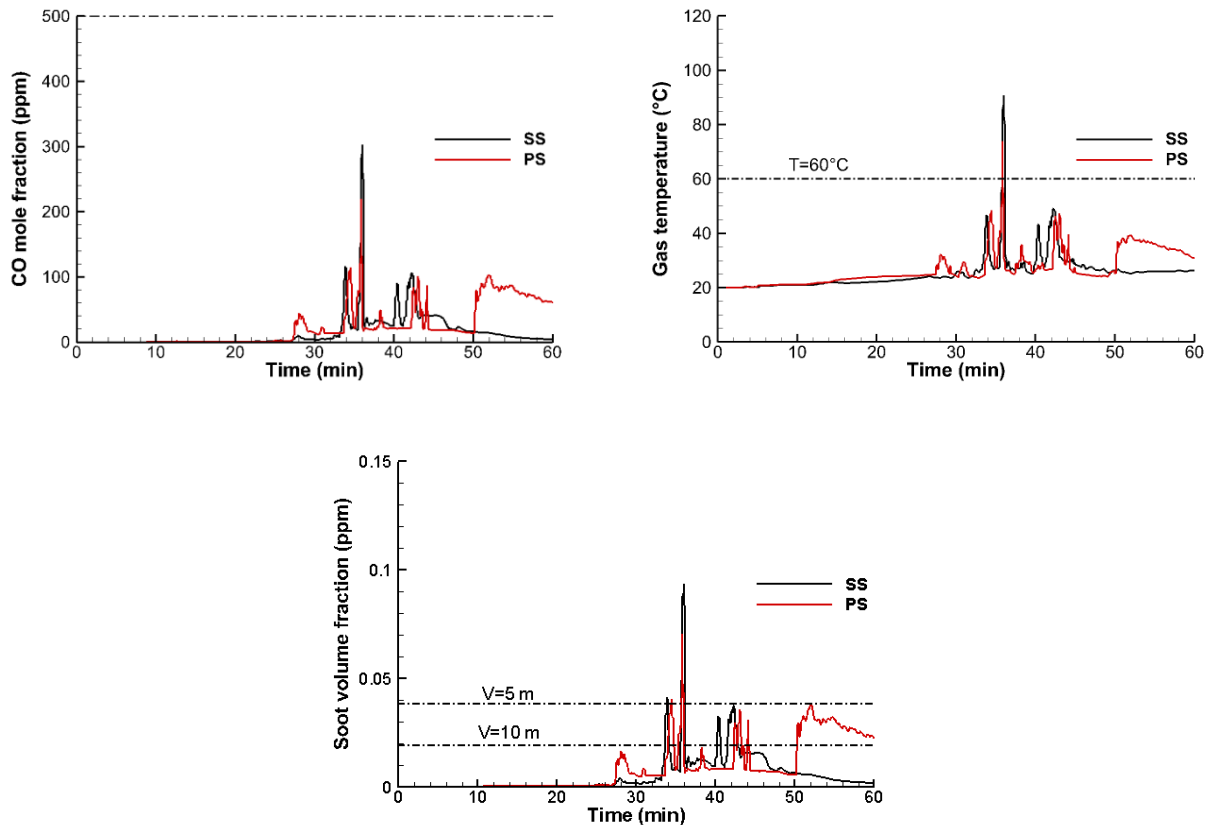 CO mole fraction (ppm)
500
400
300
200
100
0
0 10 20 30 40 50 60
Time (min)
SS
PS
Gas temperature (°C)
120
100
80
60
40
20
0
0 10 20 30 40 50 60
Time (min)
T=60°C
SS
PS
Soot volume fraction (ppm)
0.15
0.1
0.05
0
0 10 20 30 40 50 60
Time (min)
V=5 m
V=10 m
SS
PS